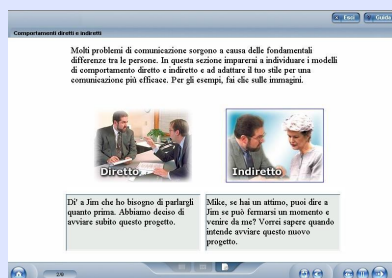 Esci
Guida
Comportamenti diretti e indiretti
Molti problemi di comunicazione sorgono a causa delle fondamentali
differenze tra le persone. In questa sezione imparerai a individuare i modelli
di comportamento diretto e indiretto e ad adattare il tuo stile per una
comunicazione più efficace. Per gli esempi, fai clic sulle immagini.
Diretto
Indiretto
Di' a Jim che ho bisogno di parlargli
quanto prima. Abbiamo deciso di
avviare subito questo progetto.
Mike, se hai un attimo, puoi dire a
Jim se può fermarsi un momento e
venire da me? Vorrei sapere quando
intende avviare questo nuovo
progetto.